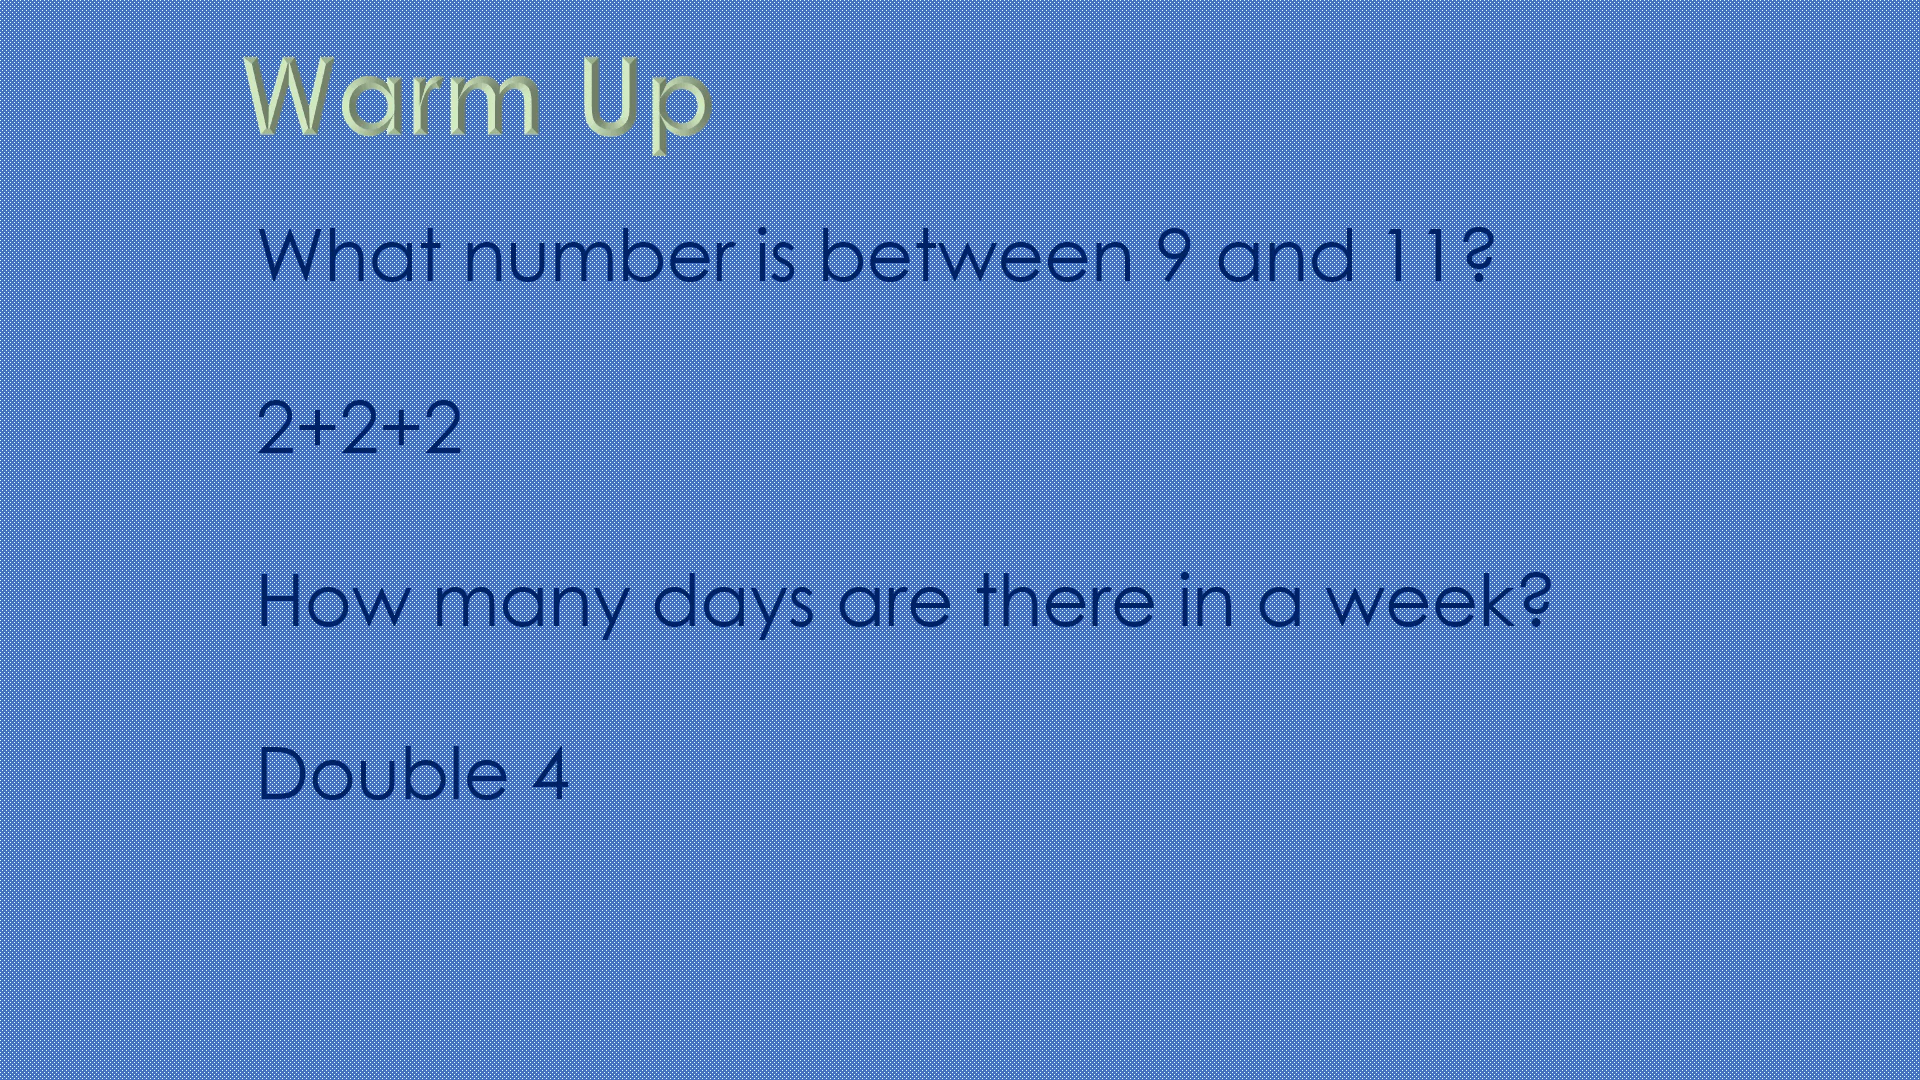 Warm Up
What number is between 9 and 11?
2+2+2
How many days are there in a week?
Double 4